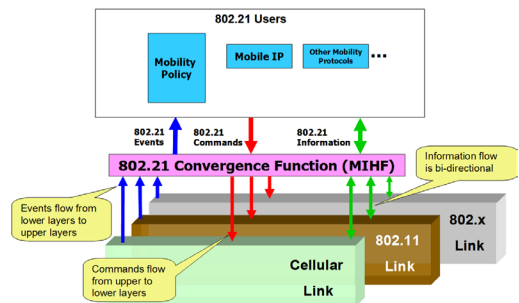 802.21 Users
Mobility
Policy
Mobile IP
Other Mobility
Protocols
...
802.21
Events
802.21
Commands
802.21
Information
802.21 Convergence Function (MIHF)
Information flow
is bi-directional
Events flow from
lower layers to
upper layers
802.x
Link
802.11
Link
Commands flow
from upper to
lower layers
Cellular
Link